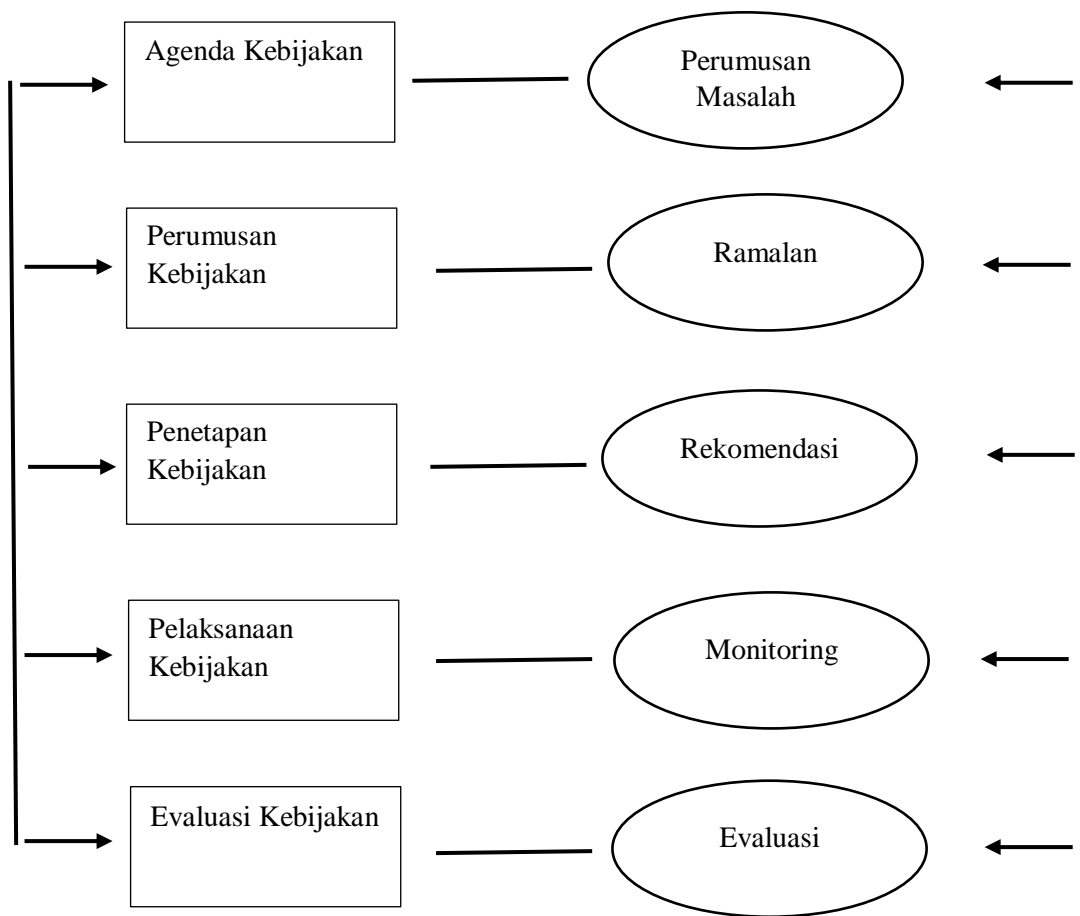 Agenda Kebijakan
Perumusan
Masalah
Perumusan
Kebijakan
Ramalan
Penetapan
Kebijakan
Rekomendasi
Pelaksanaan
Kebijakan
Monitoring
Evaluasi Kebijakan
Evaluasi